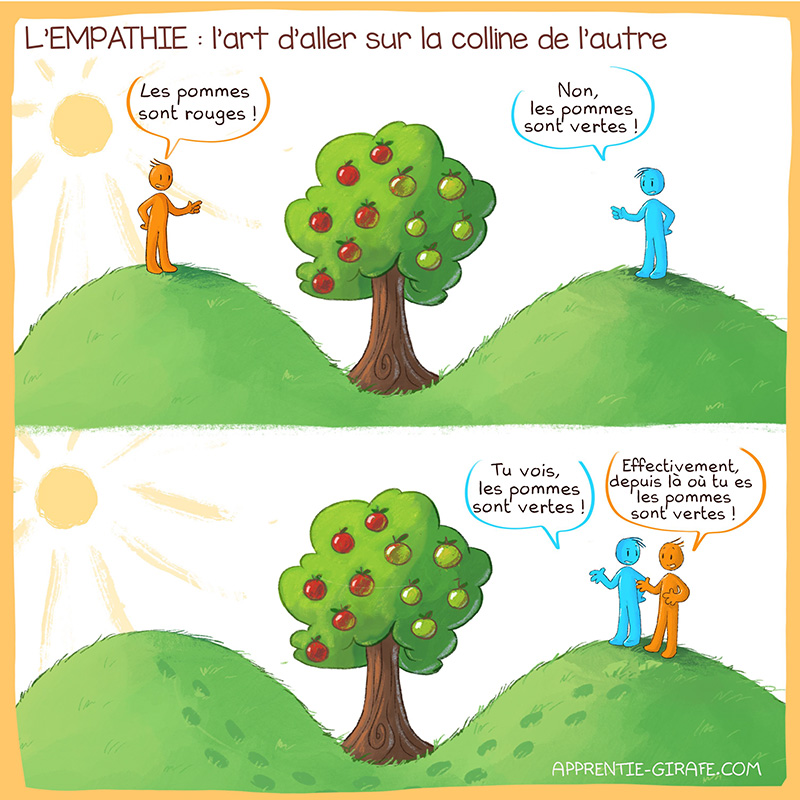 L'EMPATHIE : l'art d'aller sur la colline de l'autre
Les pommes
sont rouges !
Non,
les pommes
sont vertes !
Tu vois,
les pommes
sont vertes !
Effectivement,
depuis là où tu es
les pommes
sont vertes !
APPRENTIE-GIRAFE.COM